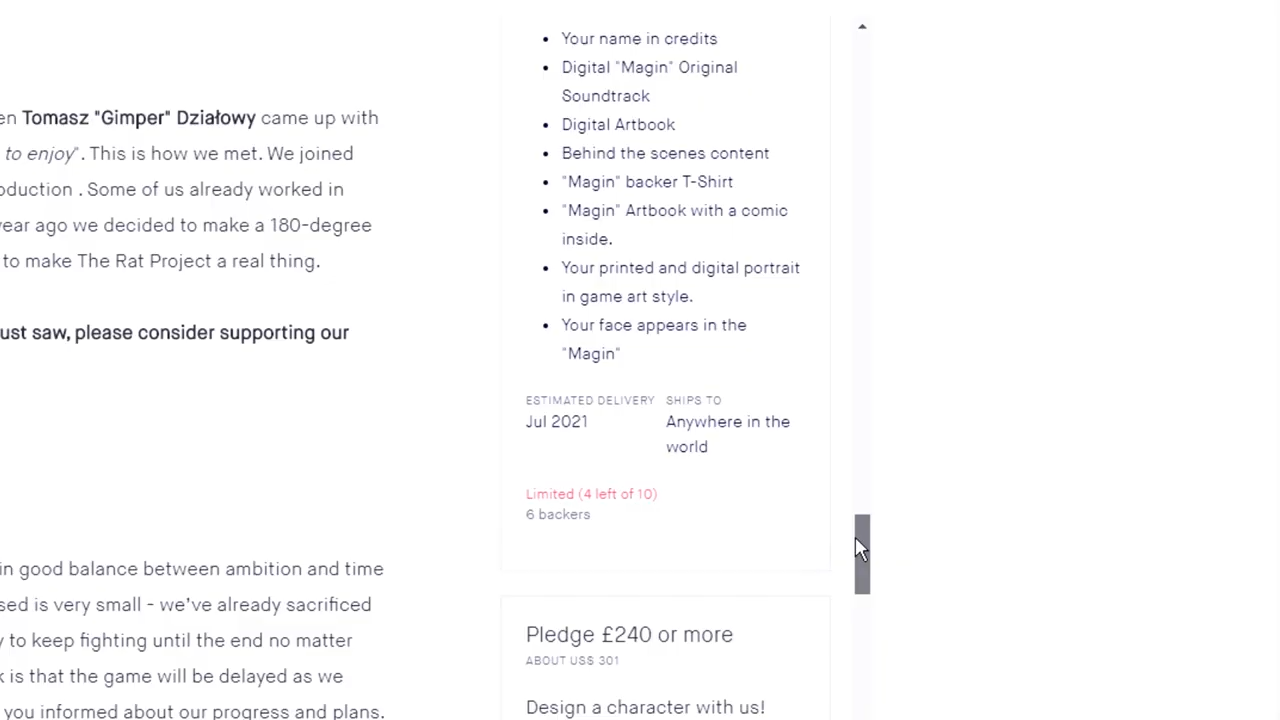 en Tomasz "Gimper" Działowy came up with
to enjoy". This is how we met. We joined
oduction . Some of us already worked in
year ago we decided to make a 180-degree
to make The Rat Project a real thing.
ust saw, please consider supporting our
in good balance between ambition and time
sed is very small - we've already sacrificed
y to keep fighting until the end no matter
k is that the game will be delayed as we
you informed about our progress and plans.
• Your name in credits
• Digital "Magin" Original
Soundtrack
• Digital Artbook
• Behind the scenes content
• "Magin" backer T-Shirt
• "Magin" Artbook with a comic
inside.
• Your printed and digital portrait
in game art style.
• Your face appears in the
"Magin"
ESTIMATED DELIVERY SHIPS TO
Jul 2021 Anywhere in the
world
Limited (4 left of 10)
6 backers
Pledge £240 or more
ABOUT US$ 301
Design a character with us!